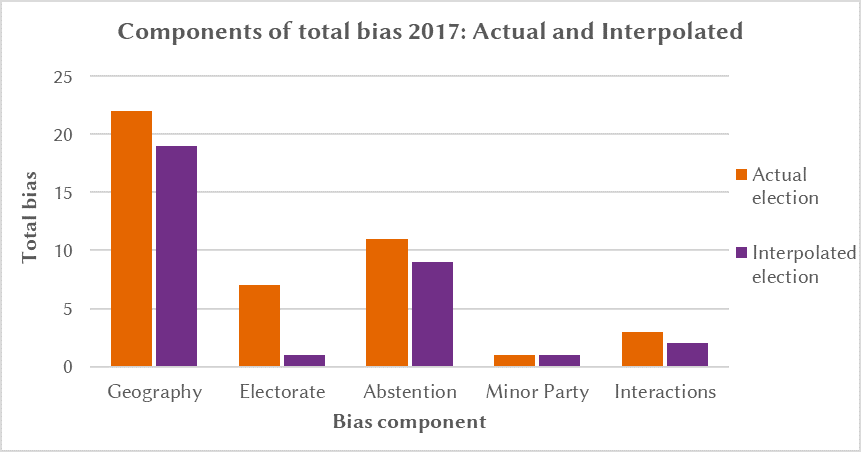 Components of total bias 2017: Actual and Interpolated
25
20
15
10
5
0
Total bias
Geography
Electorate
Abstention
Minor Party
Interactions
Bias component
Actual
election
Interpolated
election